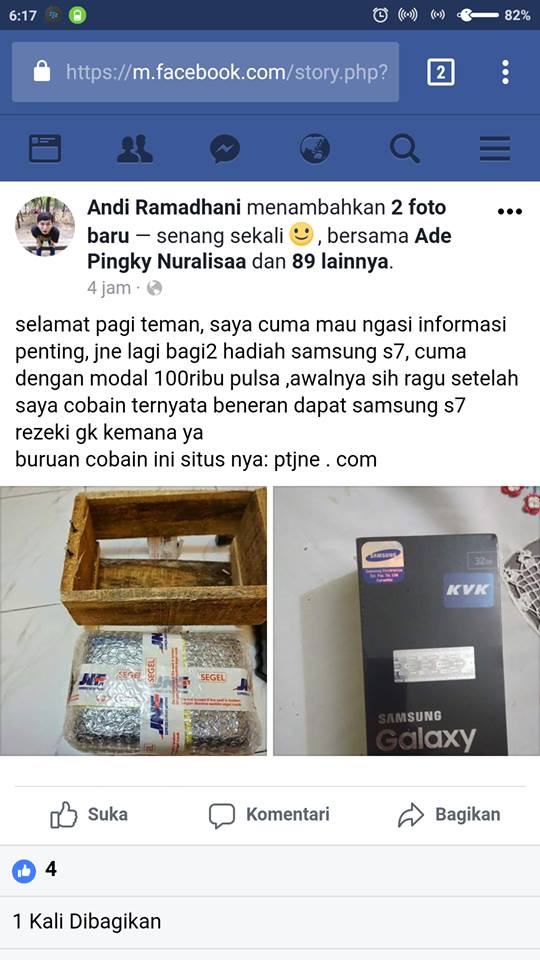 6:17
82%
https://m.facebook.com/story.php?
2
Andi Ramadhani menambahkan 2 foto
baru — senang sekali 🙂, bersama Ade
Pingky Nuralisaa dan 89 lainnya.
4 jam ·
selamat pagi teman, saya cuma mau ngasi informasi
penting, jne lagi bagi2 hadiah samsung s7, cuma
dengan modal 100ribu pulsa ,awalnya sih ragu setelah
saya cobain ternyata beneran dapat samsung s7
rezeki gk kemana ya
buruan cobain ini situs nya: ptjne . com
SEGEL
SEGEL
JNE
JNE
SAMSUNG
32GB
KVK
SAMSUNG
Galaxy
Suka
Komentari
Bagikan
4
1 Kali Dibagikan